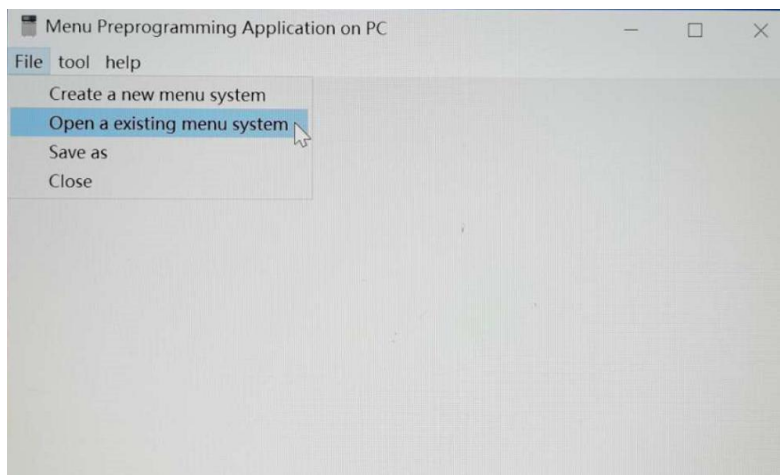 Menu Preprogramming Application on PC
File tool help
Create a new menu system
Open a existing menu system
Save as
Close